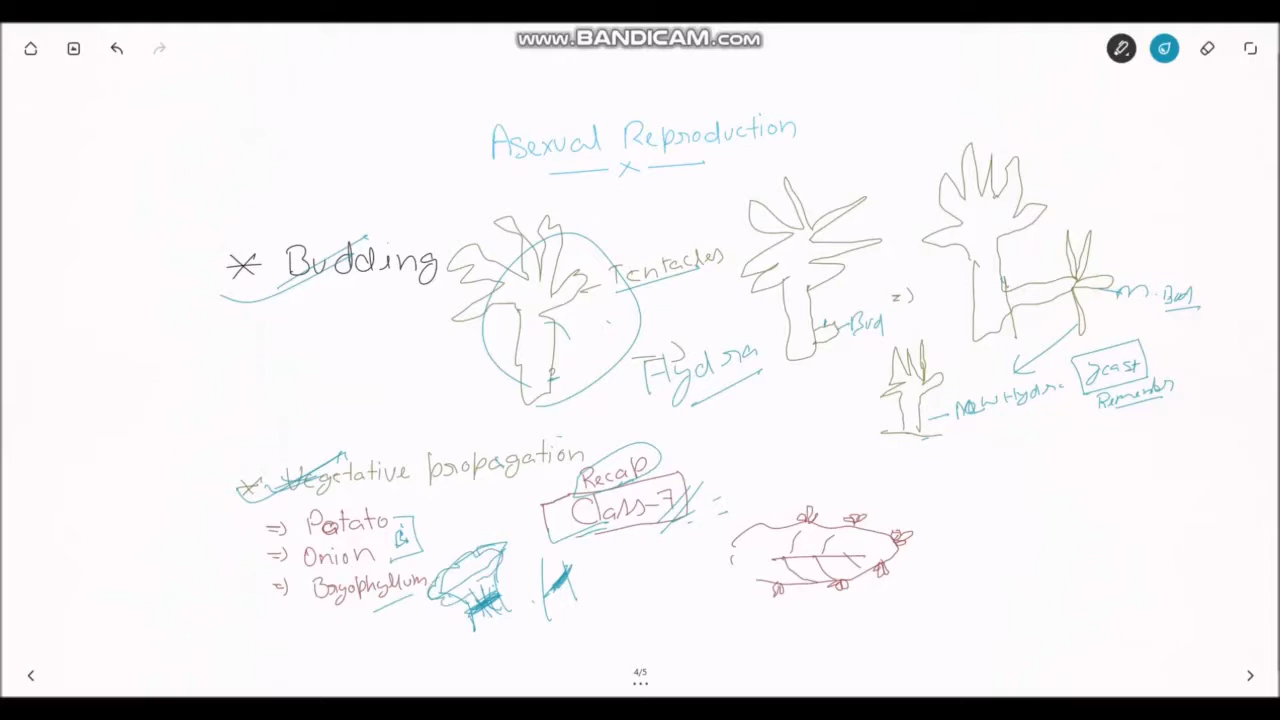 www.BANDICAM.com
Asexual Reproduction
* Budding
Tentacles
Bud
=)
Bud
Hydra
New Hydra
Yeast
Remember
* Vegetative propagation
Recap
Class-7
=) Potato
=) Onion
=) Bryophyllum
B
4/5